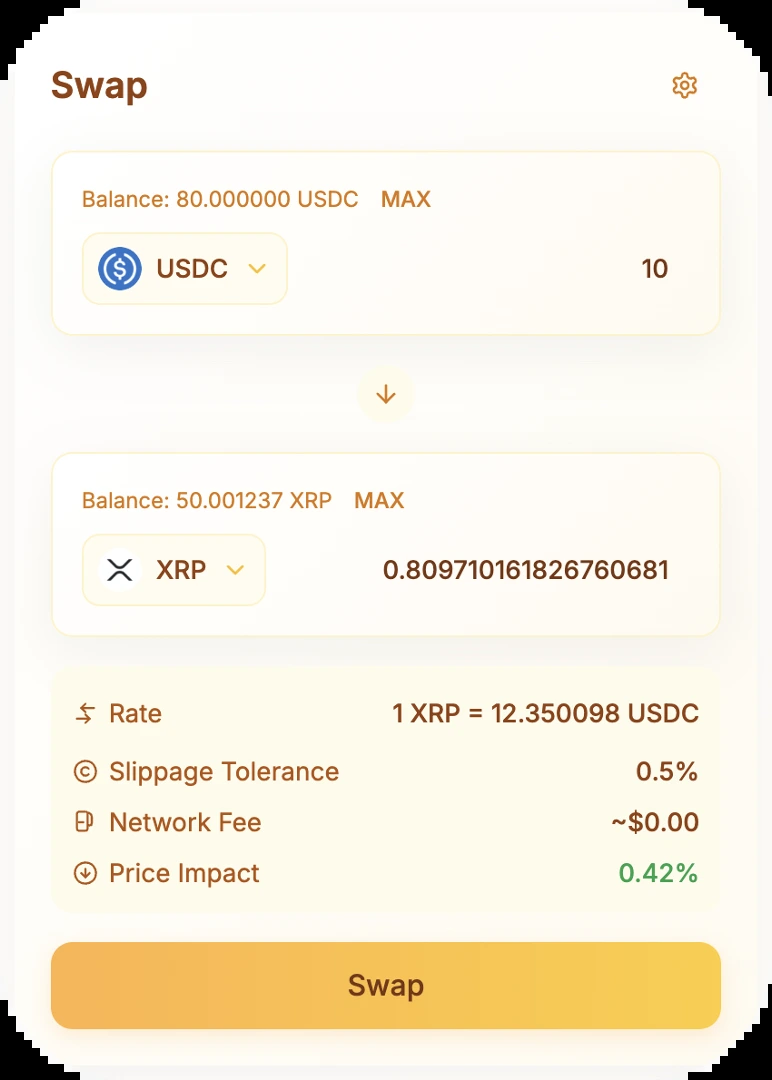 Swap
Balance: 80.000000 USDC MAX
USDC 10
Balance: 50.001237 XRP MAX
XRP 0.809710161826760681
Rate 1 XRP = 12.350098 USDC
Slippage Tolerance 0.5%
Network Fee ~$0.00
Price Impact 0.42%
Swap